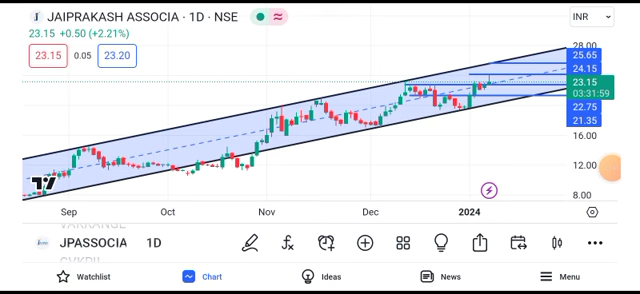 JAIPRAKASH ASSOCIA · 1D · NSE
INR
23.15 +0.50 (+2.21%)
23.15 0.05 23.20
28.00
25.65
24.15
23.15
03:31:59
22.75
21.35
16.00
12.00
8.00
Sep Oct Nov Dec 2024
JPASSOCIA 1D
Watchlist Chart Ideas News Menu